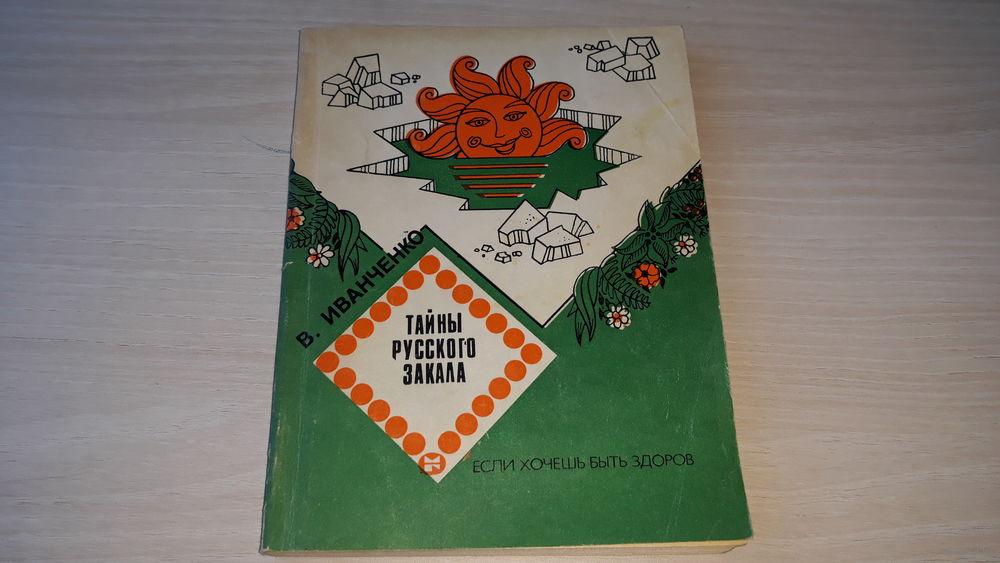 В. ИВАНЧЕНКО
ТАЙНЫ
РУССКОГО
ЗАКАЛА
ЕСЛИ ХОЧЕШЬ БЫТЬ ЗДОРОВ